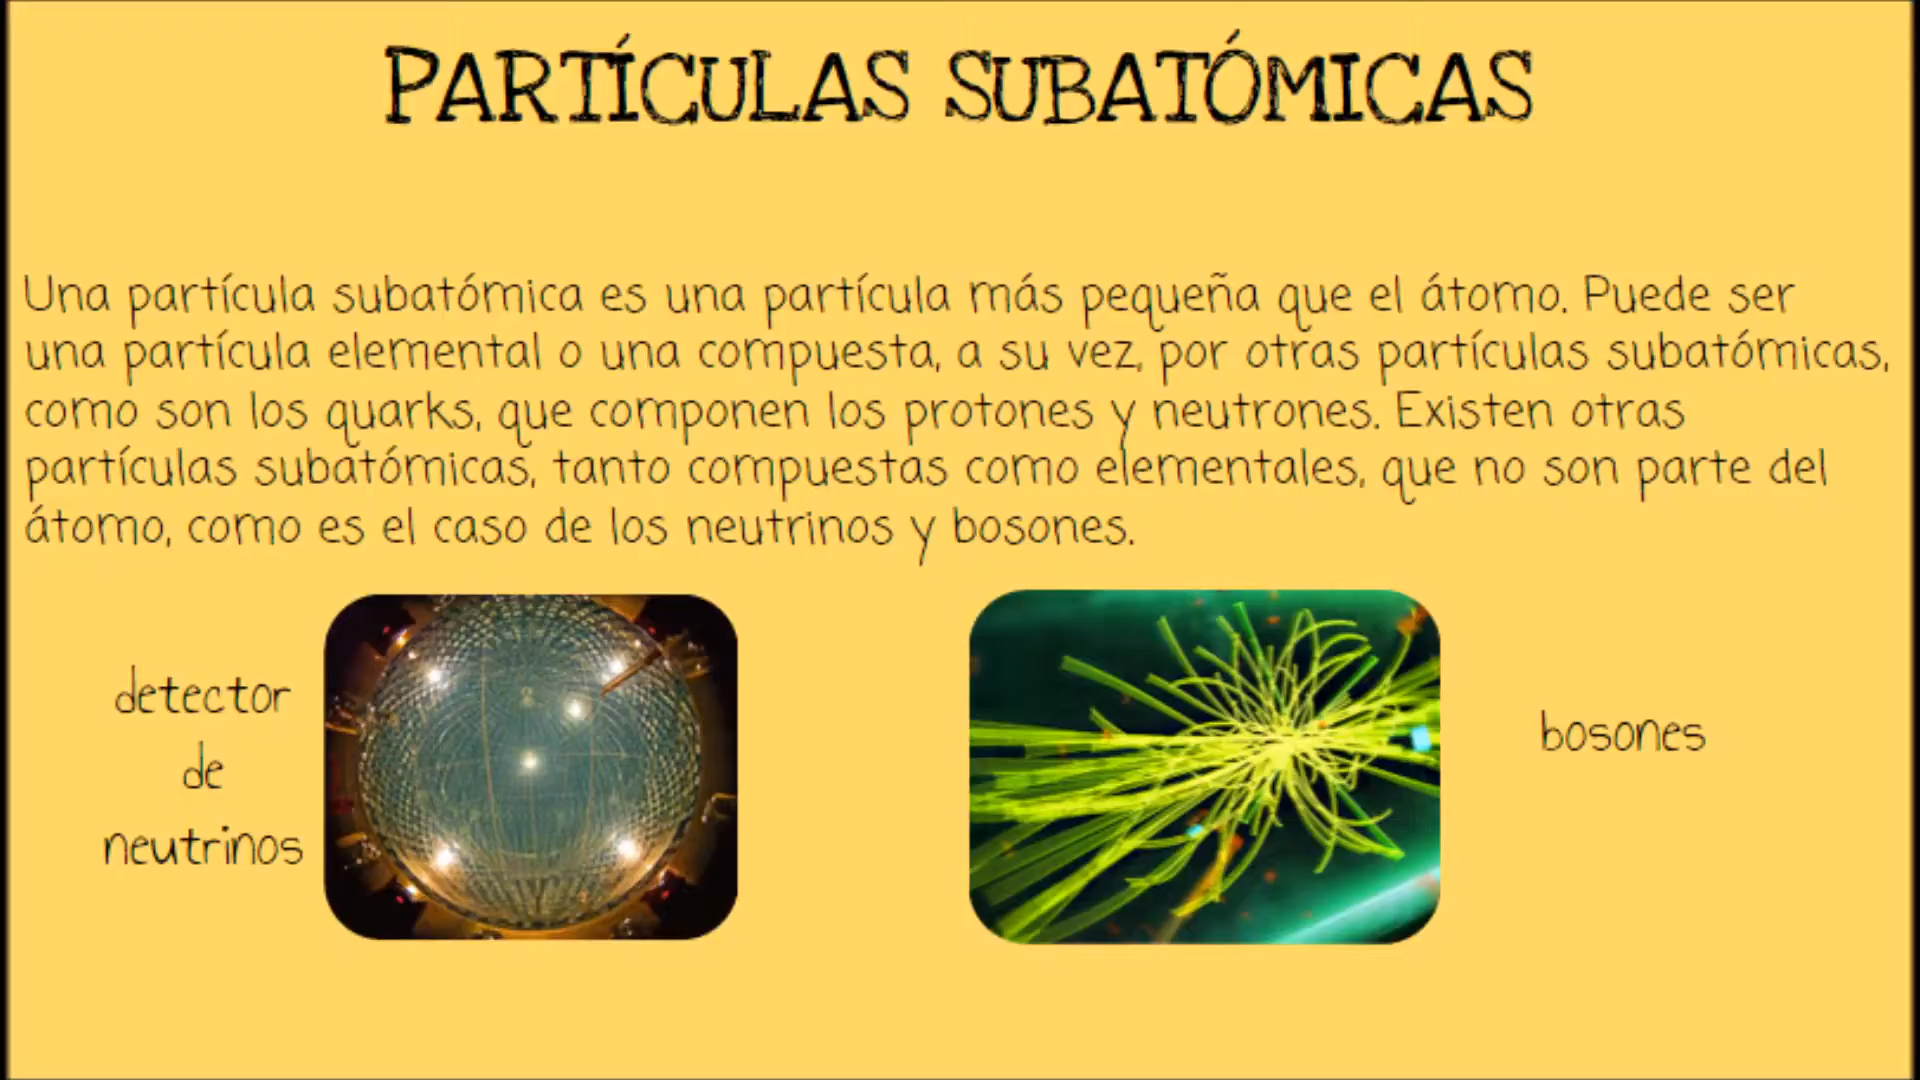 PARTÍCULAS SUBATÓMICAS
Una partícula subatómica es una partícula más pequeña que el átomo. Puede ser
una partícula elemental o una compuesta, a su vez, por otras partículas subatómicas,
como son los quarks, que componen los protones y neutrones. Existen otras
partículas subatómicas, tanto compuestas como elementales, que no son parte del
átomo, como es el caso de los neutrinos y bosones.
detector
de
neutrinos
bosones